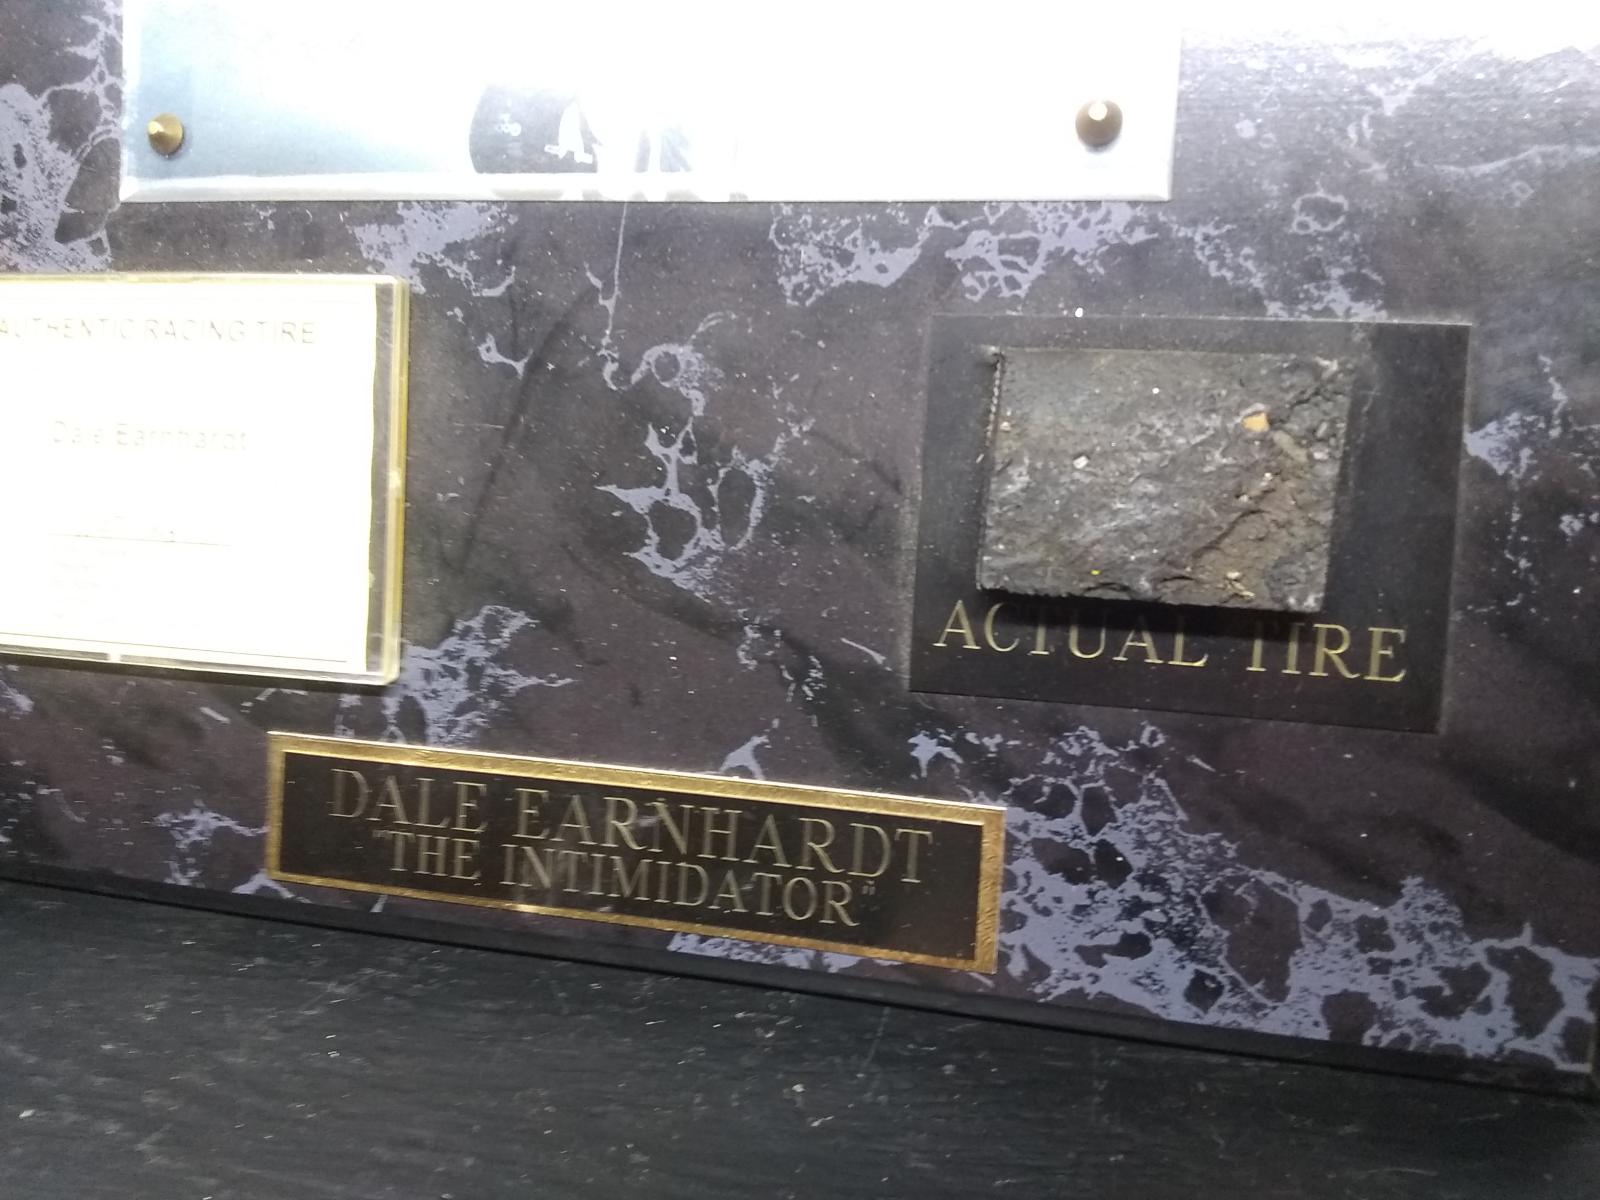 AUTHENTIC RACING TIRE
Dale Earnhardt
ACTUAL TIRE
DALE EARNHARDT
"THE INTIMIDATOR"